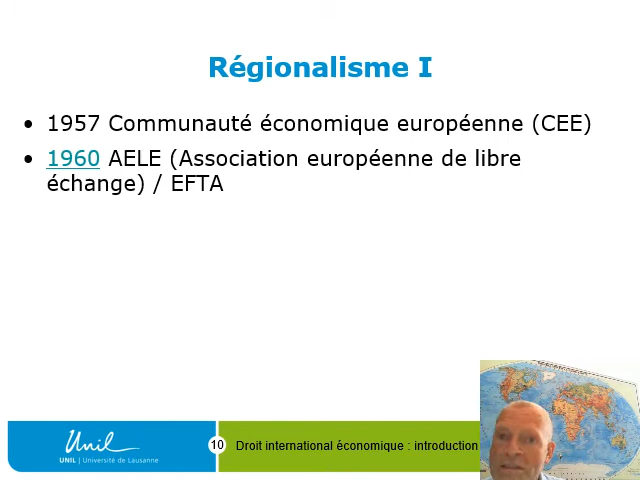 Régionalisme I
• 1957 Communauté économique européenne (CEE)
• 1960 AELE (Association européenne de libre
échange) / EFTA
Unil
UNIL | Université de Lausanne
10
Droit international économique : introduction